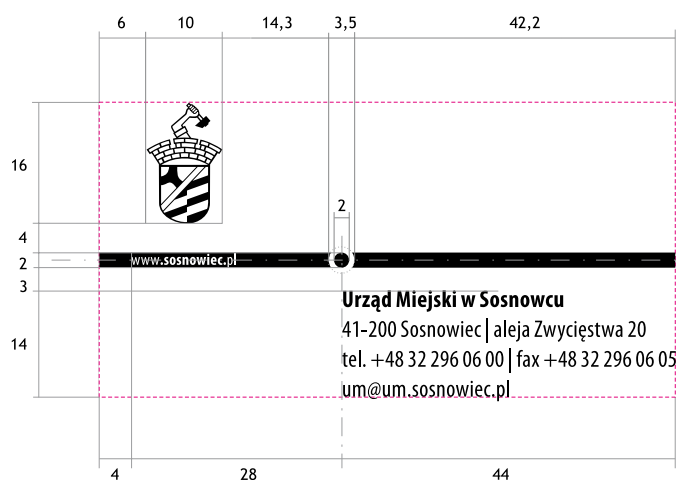 6 10 14,3 3,5 42,2
16
4
2
2
www.sosnowiec.pl
3
Urząd Miejski w Sosnowcu
41-200 Sosnowiec | aleja Zwycięstwa 20
14
tel. +48 32 296 06 00 | fax +48 32 296 06 05
um@um.sosnowiec.pl
4 28 44